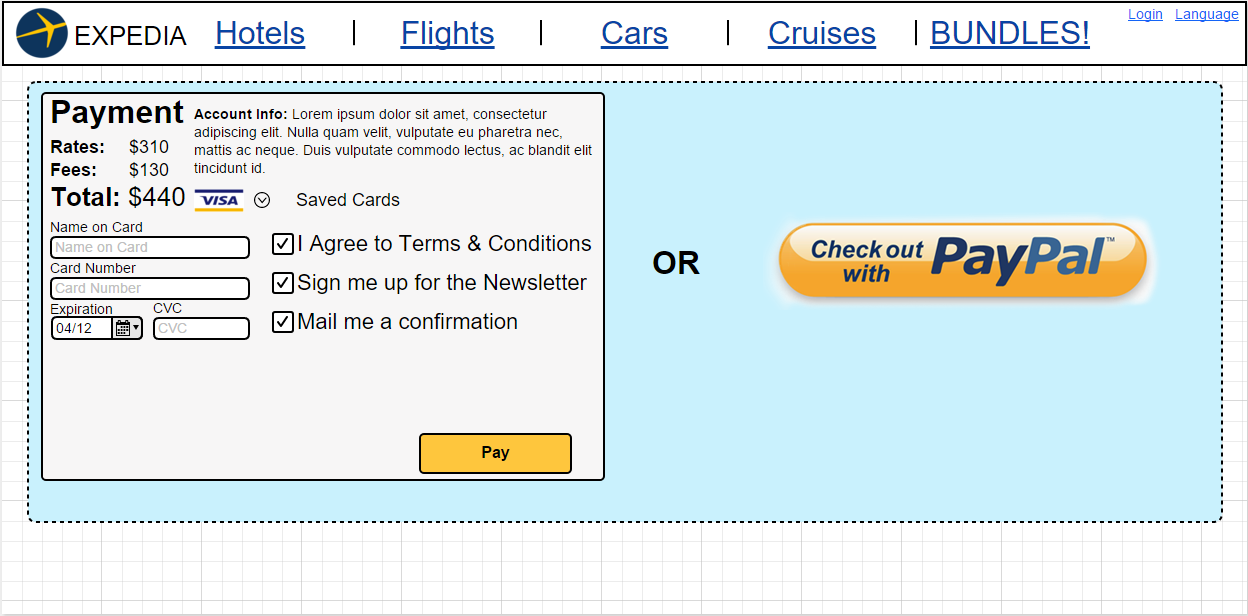 EXPEDIA Hotels | Flights | Cars | Cruises | BUNDLES! Login Language
Payment
Account Info: Lorem ipsum dolor sit amet, consectetur
adipiscing elit. Nulla quam velit, vulputate eu pharetra nec,
mattis ac neque. Duis vulputate commodo lectus, ac blandit elit
tincidunt id.
Rates: $310
Fees: $130
Total: $440
VISA Saved Cards
Name on Card
Name on Card
Card Number
Card Number
Expiration CVC
04/12 CVC
I Agree to Terms & Conditions
Sign me up for the Newsletter
Mail me a confirmation
Pay
OR
Check out
with PayPal™